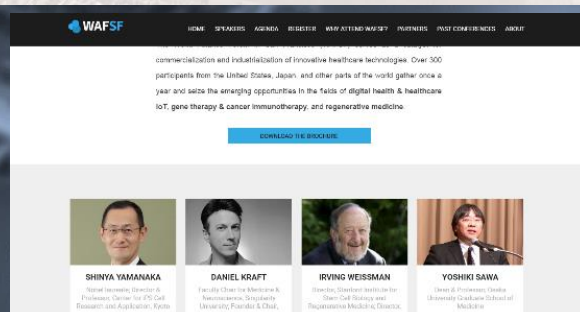 WAFSF
HOME SPEAKERS AGENDA REGISTER WHY ATTEND WAFSF? PARTNERS PAST CONFERENCES ABOUT
commercialization and industrialization of innovative healthcare technologies. Over 300
participants from the United States, Japan, and other parts of the world gather once a
year and seize the emerging opportunities in the fields of digital health & healthcare
IoT, gene therapy & cancer immunotherapy, and regenerative medicine.
DOWNLOAD THE BROCHURE
SHINYA YAMANAKA
Nobel Laureate; Director &
Professor, Center for iPS Cell
Research and Application, Kyoto
DANIEL KRAFT
Faculty Chair for Medicine &
Neuroscience, Singularity
University; Founder & Chair,
IRVING WEISSMAN
Director, Stanford Institute for
Stem Cell Biology and
Regenerative Medicine; Director,
YOSHIKI SAWA
Dean & Professor, Osaka
University Graduate School of
Medicine